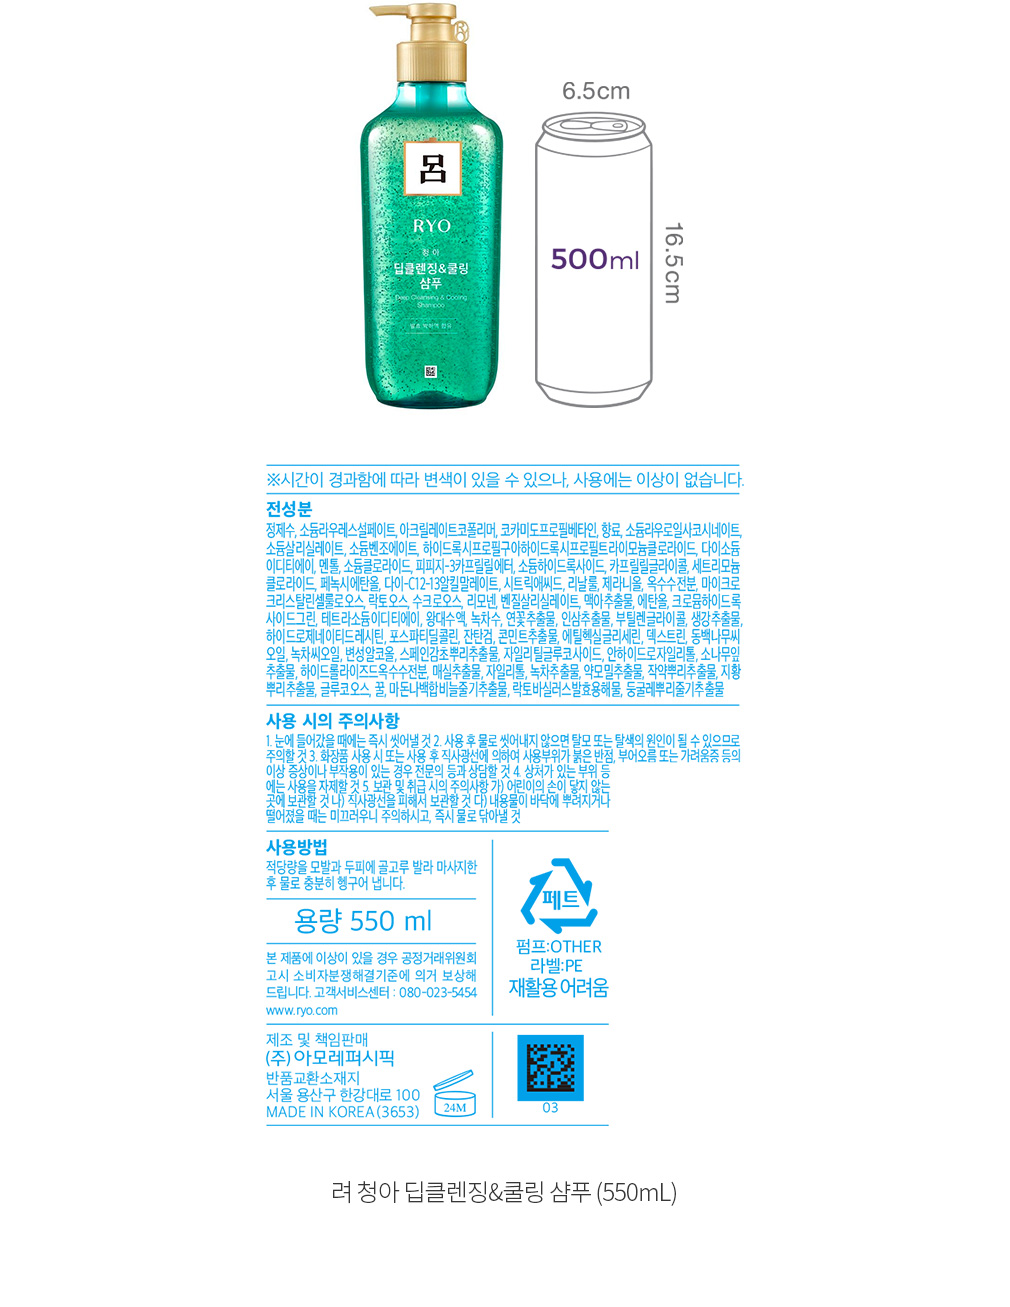 6.5cm
呂
RYO
청아
딥클렌징&쿨링
샴푸
Deep Cleansing & Cooling
Shampoo
500ml
16.5cm
※시간이 경과함에 따라 변색이 있을 수 있으나, 사용에는 이상이 없습니다.
전성분
정제수, 소듐라우레스설페이트, 아크릴레이트코폴리머, 코카미도프로필베타인, 향료, 소듐라우로일사코시네이트,
소듐살리실레이트, 소듐벤조에이트, 하이드록시프로필구아하이드록시프로필트라이모늄클로라이드, 다이소듐
이디티에이, 멘톨, 소듐클로라이드, 피피지-3카프릴릴에터, 소듐하이드록사이드, 카프릴릴글라이콜, 세트리모늄
클로라이드, 페녹시에탄올, 다이-C12-13알킬말레이트, 시트릭애씨드, 리날룰, 제라니올, 옥수수전분, 마이크로
크리스탈린셀룰로오스, 락토오스, 수크로오스, 리모넨, 벤질살리실레이트, 맥아추출물, 에탄올, 크로뮴하이드록
사이드그린, 테트라소듐이디티에이, 왕대수액, 녹차수, 연꽃추출물, 인삼추출물, 부틸렌글라이콜, 생강추출물,
하이드로제네이티드레시틴, 포스파티딜콜린, 잔탄검, 콘민트추출물, 에틸헥실글리세린, 덱스트린, 동백나무씨
오일, 녹차씨오일, 변성알코올, 스페인감초뿌리추출물, 자일리틸글루코사이드, 안하이드로자일리톨, 소나무잎
추출물, 하이드롤라이즈드옥수수전분, 매실추출물, 자일리톨, 녹차추출물, 약모밀추출물, 작약뿌리추출물, 지황
뿌리추출물, 글루코오스, 꿀, 마돈나백합비늘줄기추출물, 락토바실러스발효용해물, 둥굴레뿌리줄기추출물
사용 시의 주의사항
1. 눈에 들어갔을 때에는 즉시 씻어낼 것 2. 사용 후 물로 씻어내지 않으면 탈모 또는 탈색의 원인이 될 수 있으므로
주의할 것 3. 화장품 사용 시 또는 사용 후 직사광선에 의하여 사용부위가 붉은 반점, 부어오름 또는 가려움증 등의
이상 증상이나 부작용이 있는 경우 전문의 등과 상담할 것 4. 상처가 있는 부위 등
에는 사용을 자제할 것 5. 보관 및 취급 시의 주의사항 가) 어린이의 손이 닿지 않는
곳에 보관할 것 나) 직사광선을 피해서 보관할 것 다) 내용물이 바닥에 뿌려지거나
떨어졌을 때는 미끄러우니 주의하시고, 즉시 물로 닦아낼 것
사용방법
적당량을 모발과 두피에 골고루 발라 마사지한
후 물로 충분히 헹구어 냅니다.
용량 550 ml
본 제품에 이상이 있을 경우 공정거래위원회
고시 소비자분쟁해결기준에 의거 보상해
드립니다. 고객서비스센터 : 080-023-5454
www.ryo.com
페트
펌프:OTHER
라벨:PE
재활용 어려움
제조 및 책임판매
(주)아모레퍼시픽
반품교환소재지
서울 용산구 한강대로 100
MADE IN KOREA (3653)
24M
03
려 청아 딥클렌징&쿨링 샴푸 (550mL)